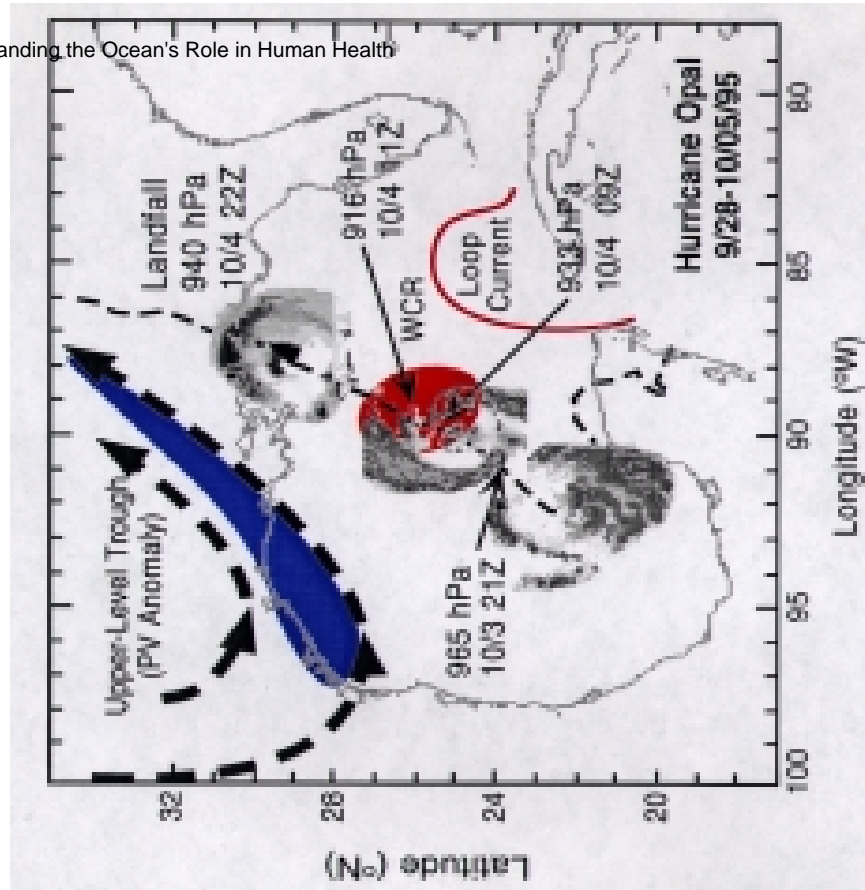 anding the Ocean's Role in Human Health
Upper-Level Trough
(PV Anomaly)
Landfall
940 hPa
10/4 22Z
916 hPa
10/4 11Z
WCR
Loop
Current
965 hPa
10/3 21Z
933 hPa
10/4 09Z
Hurricane Opal
9/28-10/05/95
Latitude (°N)
32
28
24
20
100
95
90
85
80
Longitude (°W)